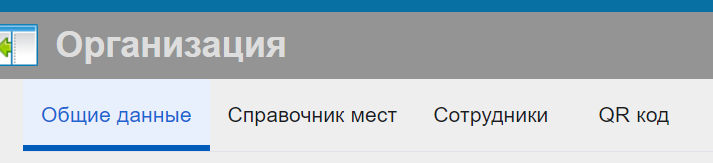 Организация
Общие данные Справочник мест Сотрудники QR код